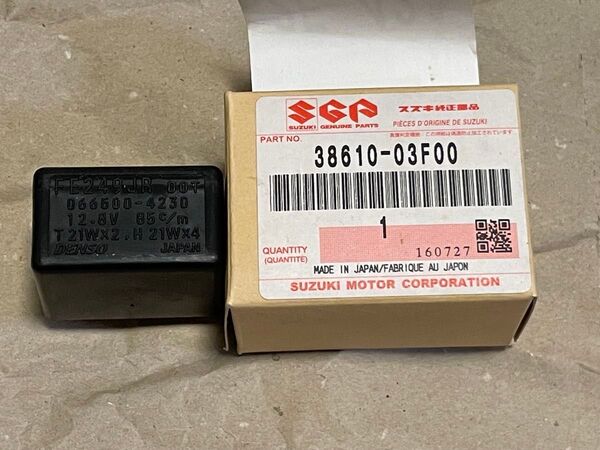 FE249JR DOT
066500-4230
12.8V 85c/m
T 21W×2, H 21W×4
DENSO JAPAN
SGP
SUZUKI GENUINE PARTS
スズキ純正部品
PIÈCES D'ORIGINE DE SUZUKI
PART NO.
38610-03F00
1
QUANTITY
(QUANTITE)
160727
MADE IN JAPAN/FABRIQUE AU JAPON
SUZUKI MOTOR CORPORATION